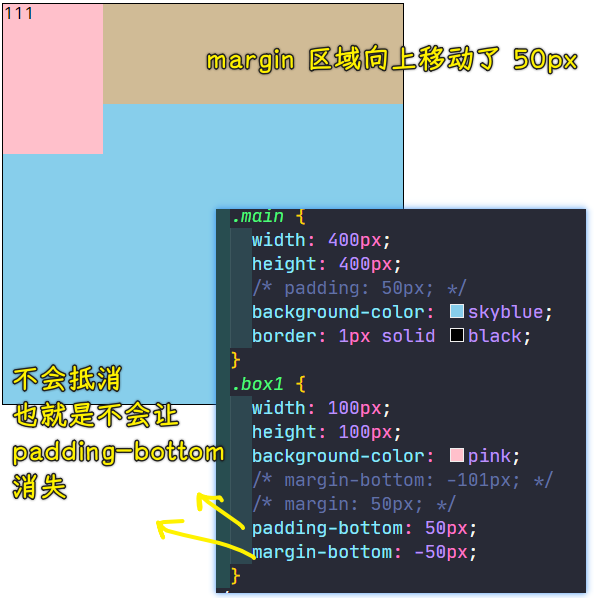 111
margin 区域向上移动了 50px
.main {
width: 400px;
height: 400px;
/* padding: 50px; */
background-color: skyblue;
border: 1px solid black;
}
.box1 {
width: 100px;
height: 100px;
background-color: pink;
/* margin-bottom: -101px; */
/* margin: 50px; */
padding-bottom: 50px;
margin-bottom: -50px;
}
不会抵消
也就是不会让
padding-bottom
消失